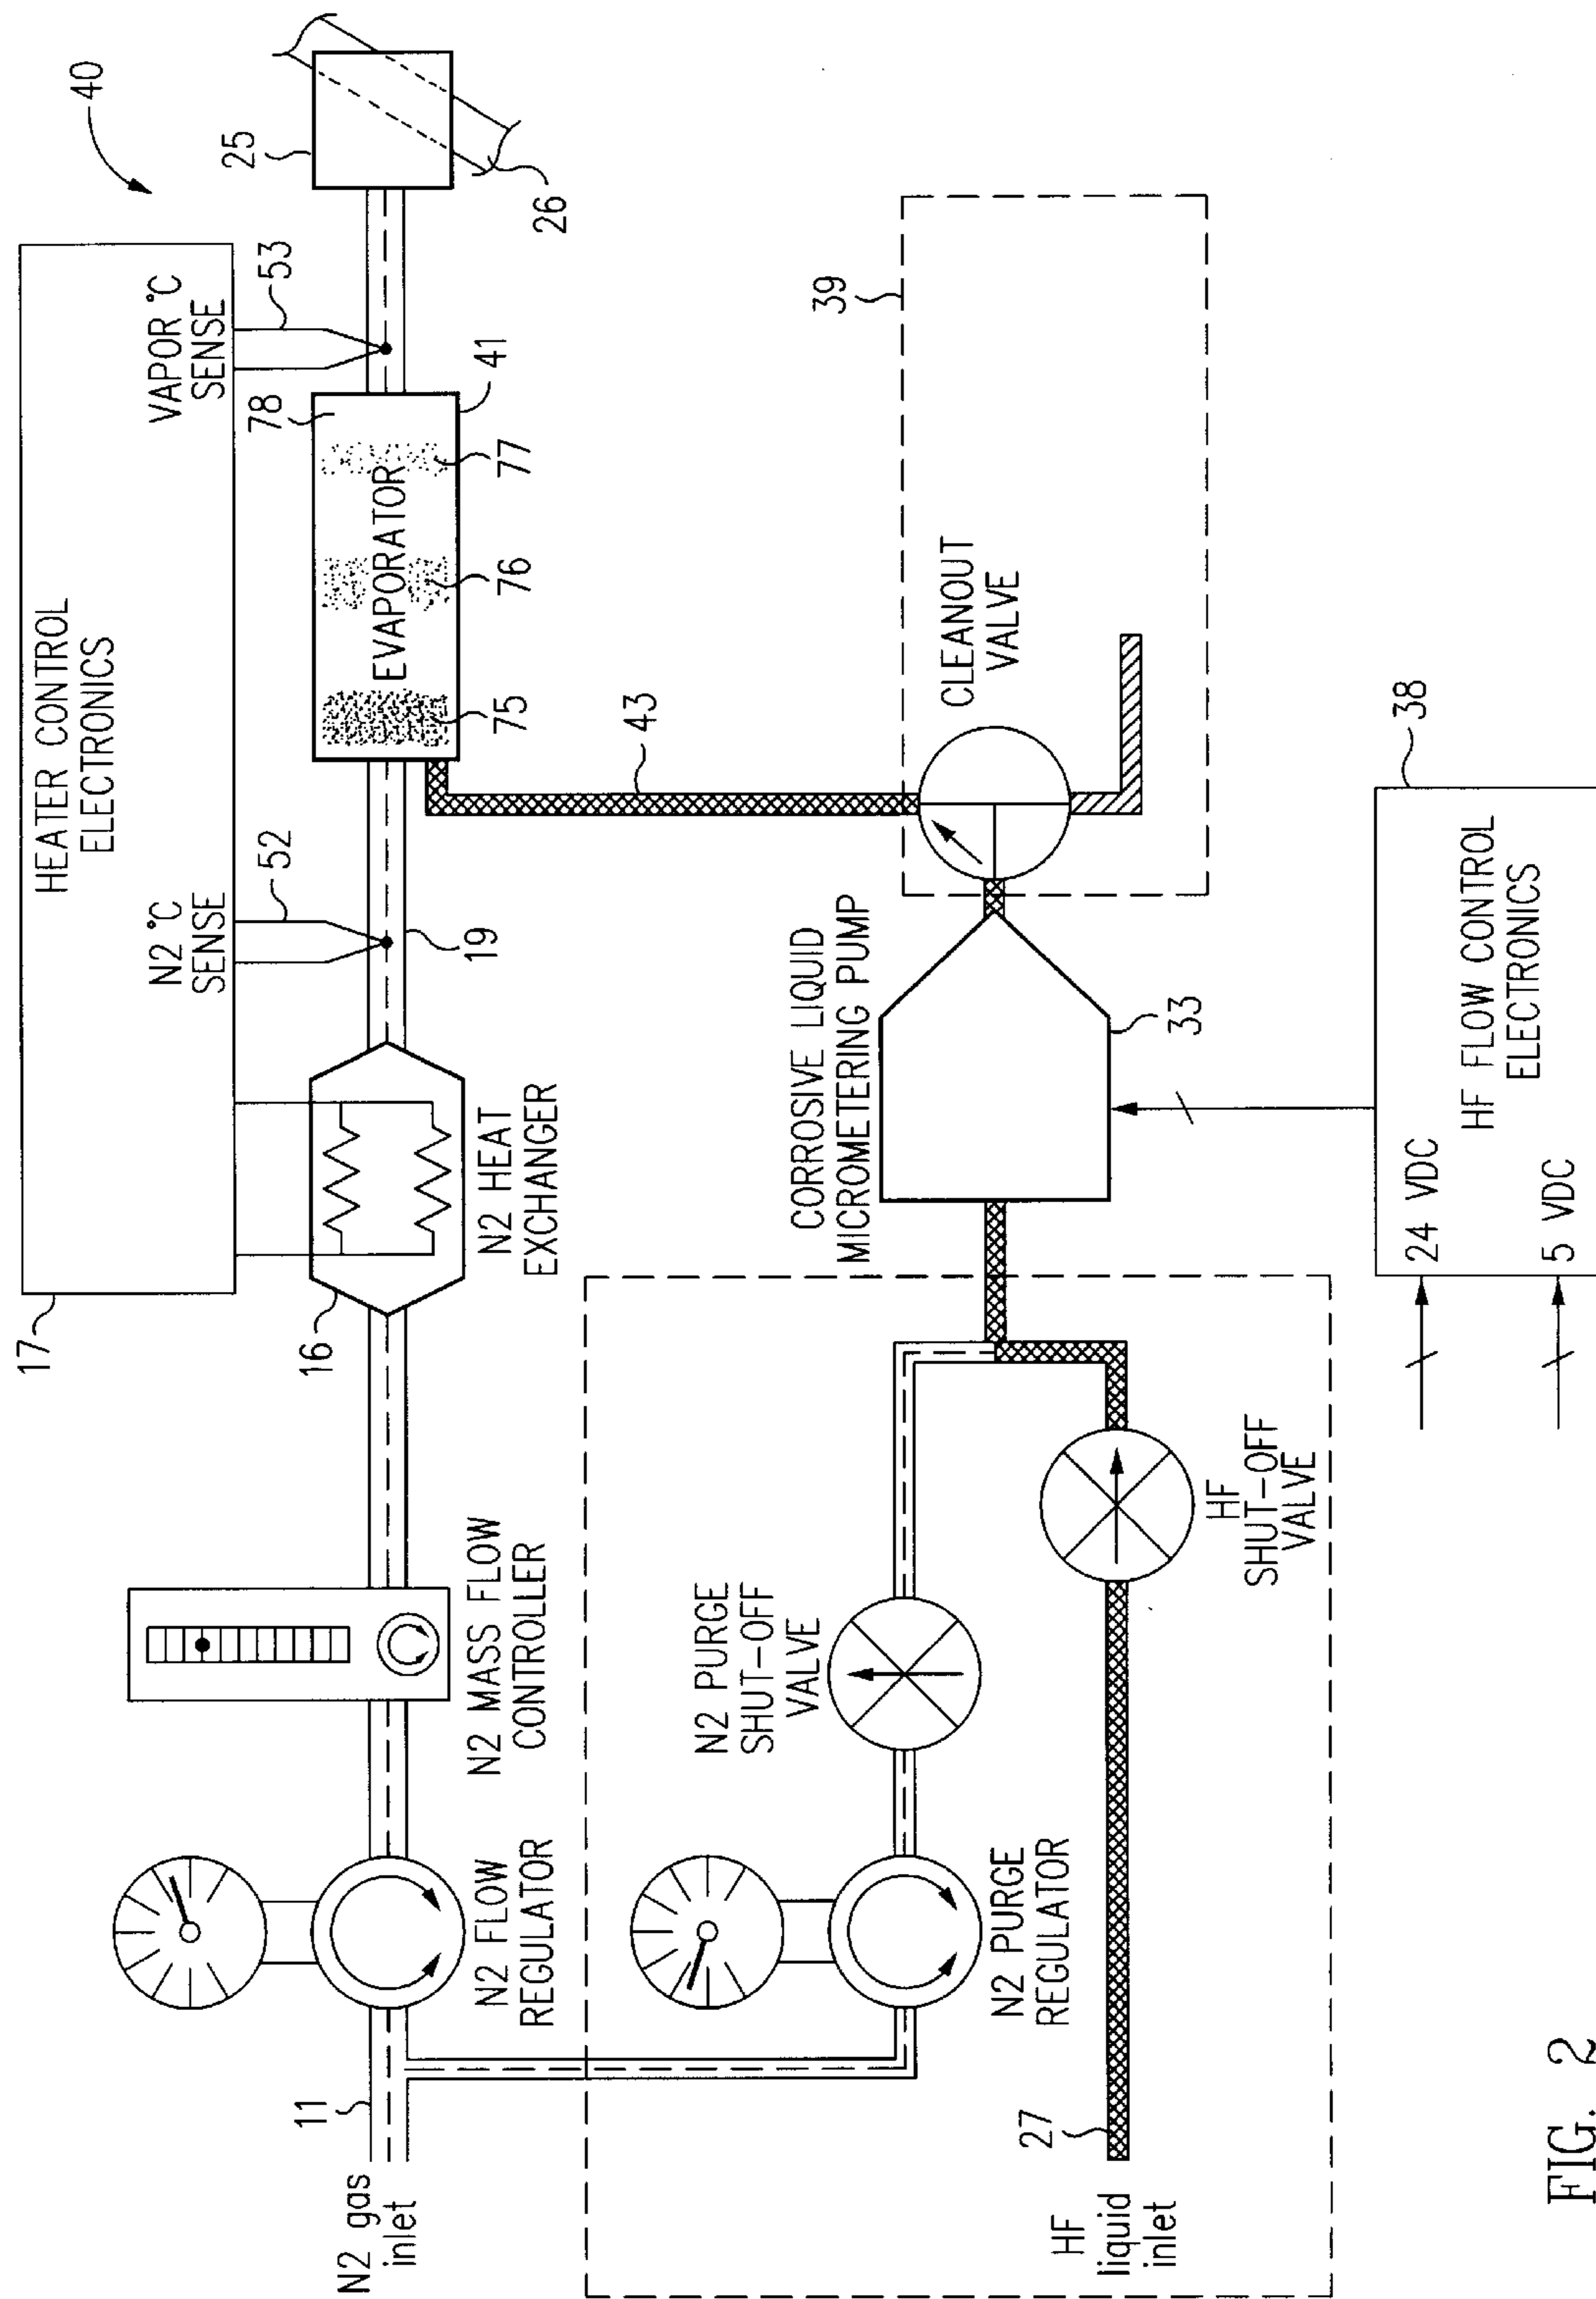 40
17
HEATER CONTROL
ELECTRONICS
N2 °C
SENSE
VAPOR °C
SENSE
52
53
25
26
16
N2 HEAT
EXCHANGER
19
EVAPORATOR
78
41
75
76
77
N2 gas
inlet
11
N2 FLOW
REGULATOR
N2 MASS FLOW
CONTROLLER
43
39
CLEANOUT
VALVE
N2 PURGE
SHUT-OFF
VALVE
N2 PURGE
REGULATOR
CORROSIVE LIQUID
MICROMETERING PUMP
33
HF
liquid
inlet
27
HF
SHUT-OFF
VALVE
38
24 VDC
5 VDC
HF FLOW CONTROL
ELECTRONICS
FIG. 2